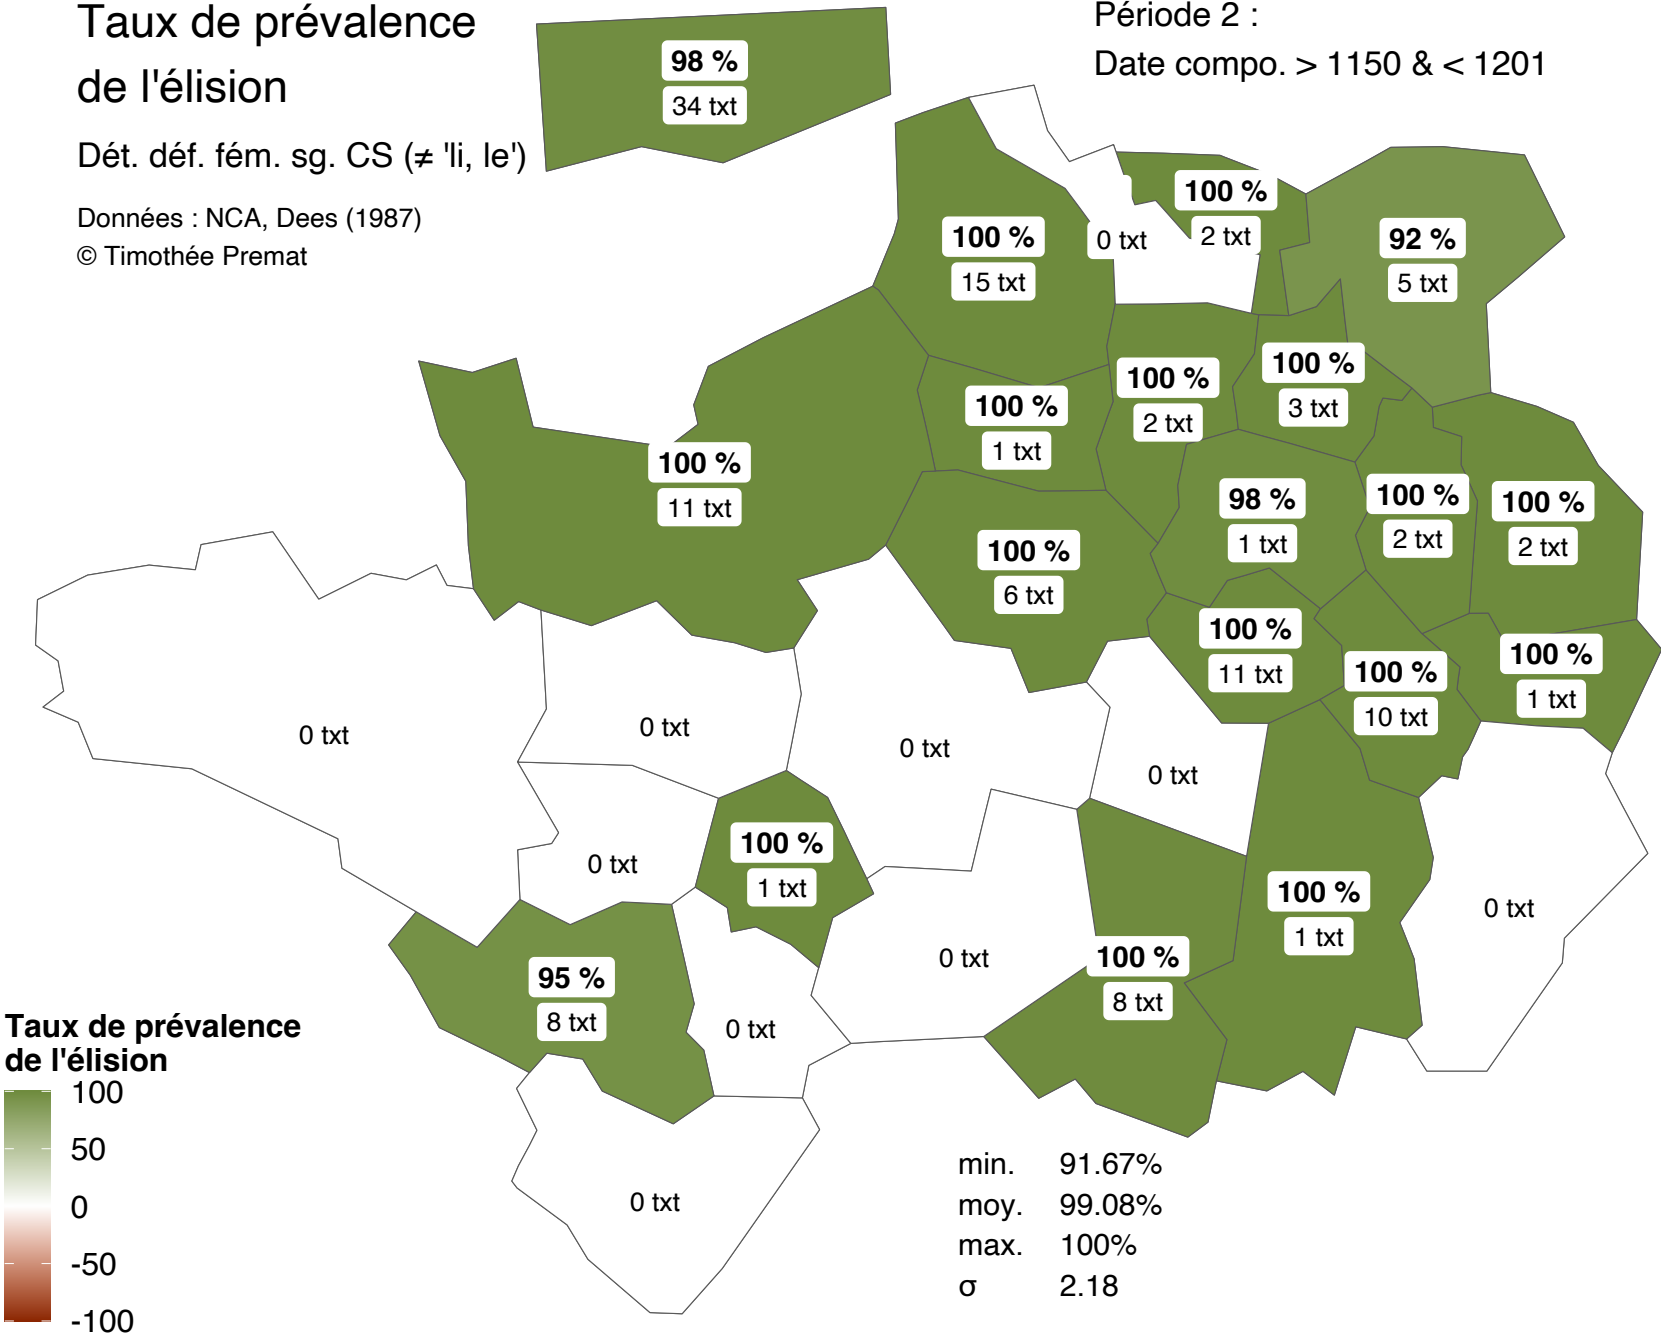 Taux de prévalence
de l'élision
Dét. déf. fém. sg. CS (≠ 'li, le')
Données : NCA, Dees (1987)
© Timothée Premat
Période 2 :
Date compo. > 1150 & < 1201
98 %
34 txt
100 %
2 txt
0 txt
100 %
15 txt
92 %
5 txt
100 %
3 txt
100 %
2 txt
100 %
1 txt
100 %
11 txt
98 %
1 txt
100 %
2 txt
100 %
2 txt
100 %
6 txt
100 %
11 txt
100 %
10 txt
100 %
1 txt
0 txt
0 txt
0 txt
0 txt
0 txt
100 %
1 txt
100 %
1 txt
0 txt
95 %
8 txt
0 txt
0 txt
100 %
8 txt
0 txt
Taux de prévalence
de l'élision
100
50
0
-50
-100
min. 91.67%
moy. 99.08%
max. 100%
σ 2.18